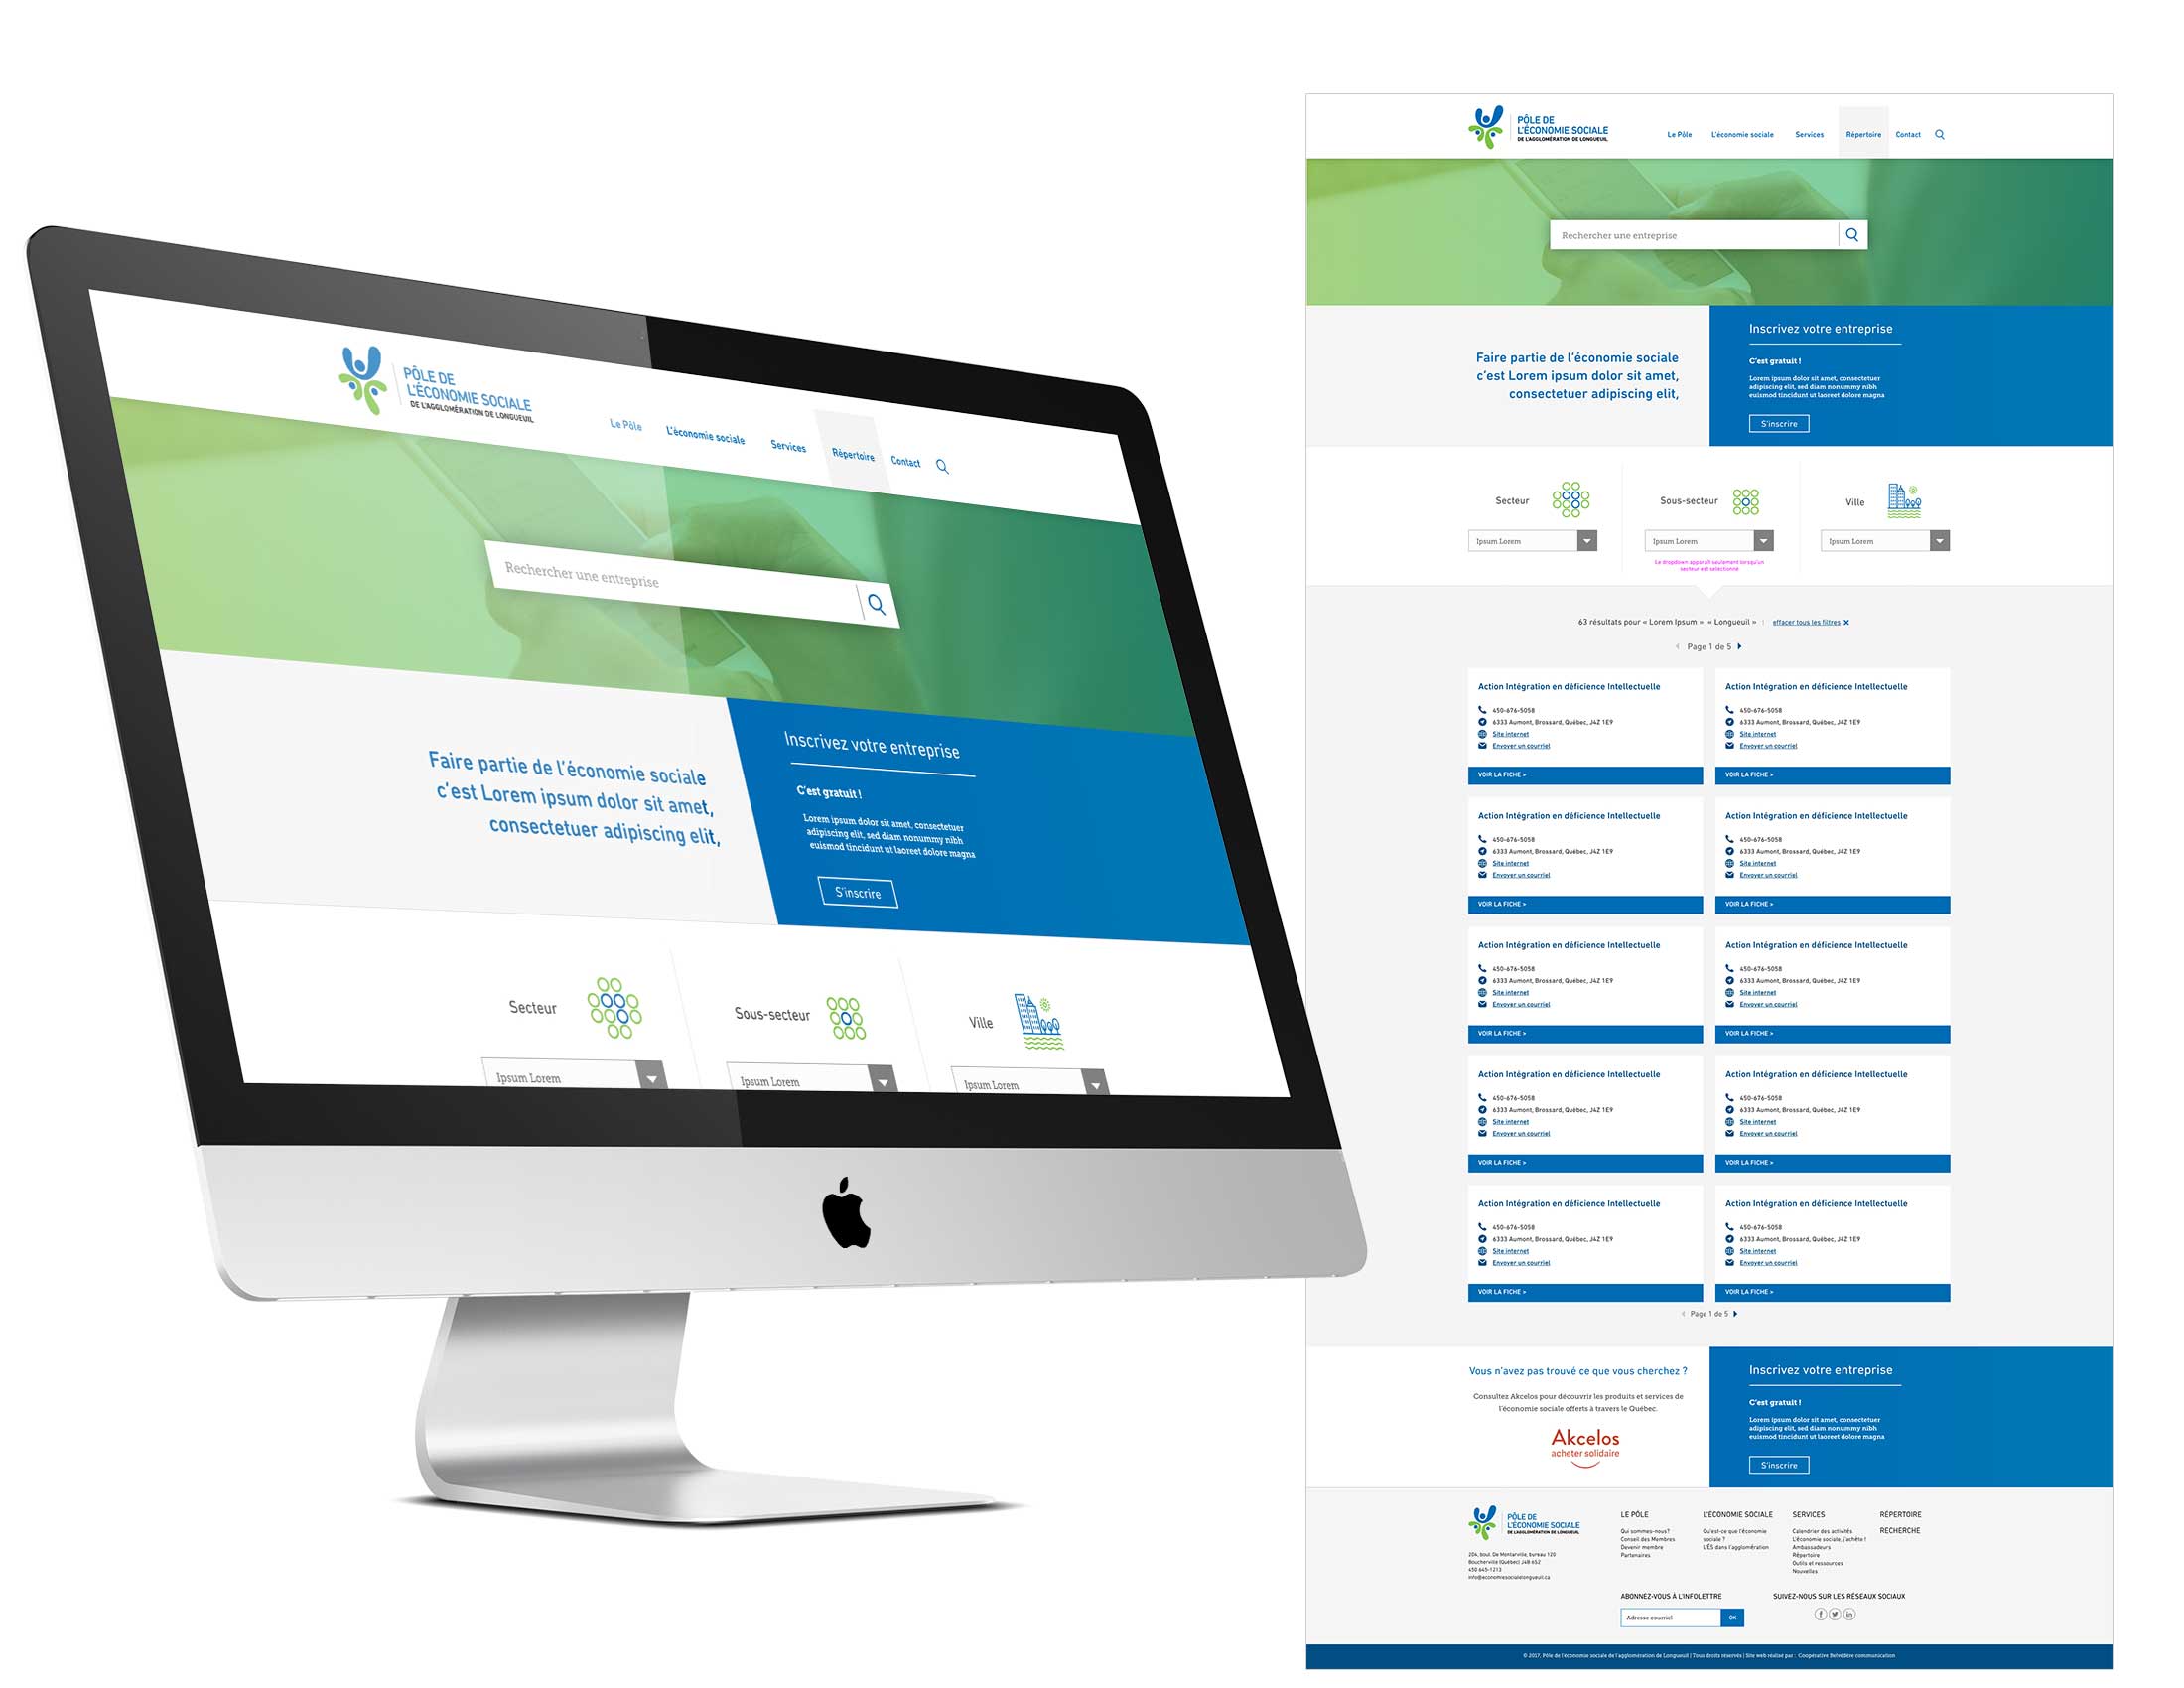 PÔLE DE
L'ÉCONOMIE SOCIALE
DE L'AGGLOMÉRATION DE LONGUEUIL
Le Pôle
L'économie sociale
Services
Répertoire
Contact
Rechercher une entreprise
Faire partie de l'économie sociale
c'est Lorem ipsum dolor sit amet,
consectetuer adipiscing elit,
Inscrivez votre entreprise
C'est gratuit !
Lorem ipsum dolor sit amet, consectetuer
adipiscing elit, sed diam nonummy nibh
euismod tincidunt ut laoreet dolore magna
S'inscrire
Secteur
Sous-secteur
Ville
Ipsum Lorem
Ipsum Lorem
Ipsum Lorem
PÔLE DE
L'ÉCONOMIE SOCIALE
DE L'AGGLOMÉRATION DE LONGUEUIL
Le Pôle
L'économie sociale
Services
Répertoire
Contact
Rechercher une entreprise
Faire partie de l'économie sociale
c'est Lorem ipsum dolor sit amet,
consectetuer adipiscing elit,
Inscrivez votre entreprise
C'est gratuit !
Lorem ipsum dolor sit amet, consectetuer
adipiscing elit, sed diam nonummy nibh
euismod tincidunt ut laoreet dolore magna
S'inscrire
Secteur
Sous-secteur
Ville
Ipsum Lorem
Ipsum Lorem
Ipsum Lorem
Le dropdown apparaît seulement lorsqu'un
secteur est selectionné
63 résultats pour « Lorem Ipsum » « Longueuil » | effacer tous les filtres
Page 1 de 5
Action Intégration en déficience Intellectuelle
450-676-5058
6333 Aumont, Brossard, Québec, J4Z 1E9
Site internet
Envoyer un courriel
VOIR LA FICHE >
Action Intégration en déficience Intellectuelle
450-676-5058
6333 Aumont, Brossard, Québec, J4Z 1E9
Site internet
Envoyer un courriel
VOIR LA FICHE >
Action Intégration en déficience Intellectuelle
450-676-5058
6333 Aumont, Brossard, Québec, J4Z 1E9
Site internet
Envoyer un courriel
VOIR LA FICHE >
Action Intégration en déficience Intellectuelle
450-676-5058
6333 Aumont, Brossard, Québec, J4Z 1E9
Site internet
Envoyer un courriel
VOIR LA FICHE >
Action Intégration en déficience Intellectuelle
450-676-5058
6333 Aumont, Brossard, Québec, J4Z 1E9
Site internet
Envoyer un courriel
VOIR LA FICHE >
Action Intégration en déficience Intellectuelle
450-676-5058
6333 Aumont, Brossard, Québec, J4Z 1E9
Site internet
Envoyer un courriel
VOIR LA FICHE >
Action Intégration en déficience Intellectuelle
450-676-5058
6333 Aumont, Brossard, Québec, J4Z 1E9
Site internet
Envoyer un courriel
VOIR LA FICHE >
Action Intégration en déficience Intellectuelle
450-676-5058
6333 Aumont, Brossard, Québec, J4Z 1E9
Site internet
Envoyer un courriel
VOIR LA FICHE >
Action Intégration en déficience Intellectuelle
450-676-5058
6333 Aumont, Brossard, Québec, J4Z 1E9
Site internet
Envoyer un courriel
VOIR LA FICHE >
Action Intégration en déficience Intellectuelle
450-676-5058
6333 Aumont, Brossard, Québec, J4Z 1E9
Site internet
Envoyer un courriel
VOIR LA FICHE >
Page 1 de 5
Vous n'avez pas trouvé ce que vous cherchez ?
Consultez Akcelos pour découvrir les produits et services de
l'économie sociale offerts à travers le Québec.
Akcelos
acheter solidaire
Inscrivez votre entreprise
C'est gratuit !
Lorem ipsum dolor sit amet, consectetuer
adipiscing elit, sed diam nonummy nibh
euismod tincidunt ut laoreet dolore magna
S'inscrire
PÔLE DE
L'ÉCONOMIE SOCIALE
DE L'AGGLOMÉRATION DE LONGUEUIL
204, boul. De Montarville, bureau 120
Boucherville (Québec) J4B 6S2
450 645-1213
info@economiesocialelongueuil.ca
LE PÔLE
Qui sommes-nous?
Conseil des Membres
Devenir membre
Partenaires
L'ÉCONOMIE SOCIALE
Qu'est-ce que l'économie
sociale ?
L'ÉS dans l'agglomération
SERVICES
Calendrier des activités
L'économie sociale, j'achète !
Ambassadeurs
Répertoire
Outils et ressources
Nouvelles
RÉPERTOIRE
RECHERCHE
ABONNEZ-VOUS À L'INFOLETTRE
Adresse courriel
OK
SUIVEZ-NOUS SUR LES RÉSEAUX SOCIAUX
© 2017, Pôle de l'économie sociale de l'agglomération de Longueuil | Tous droits réservés | Site web réalisé par : Coopérative Belvédère communication